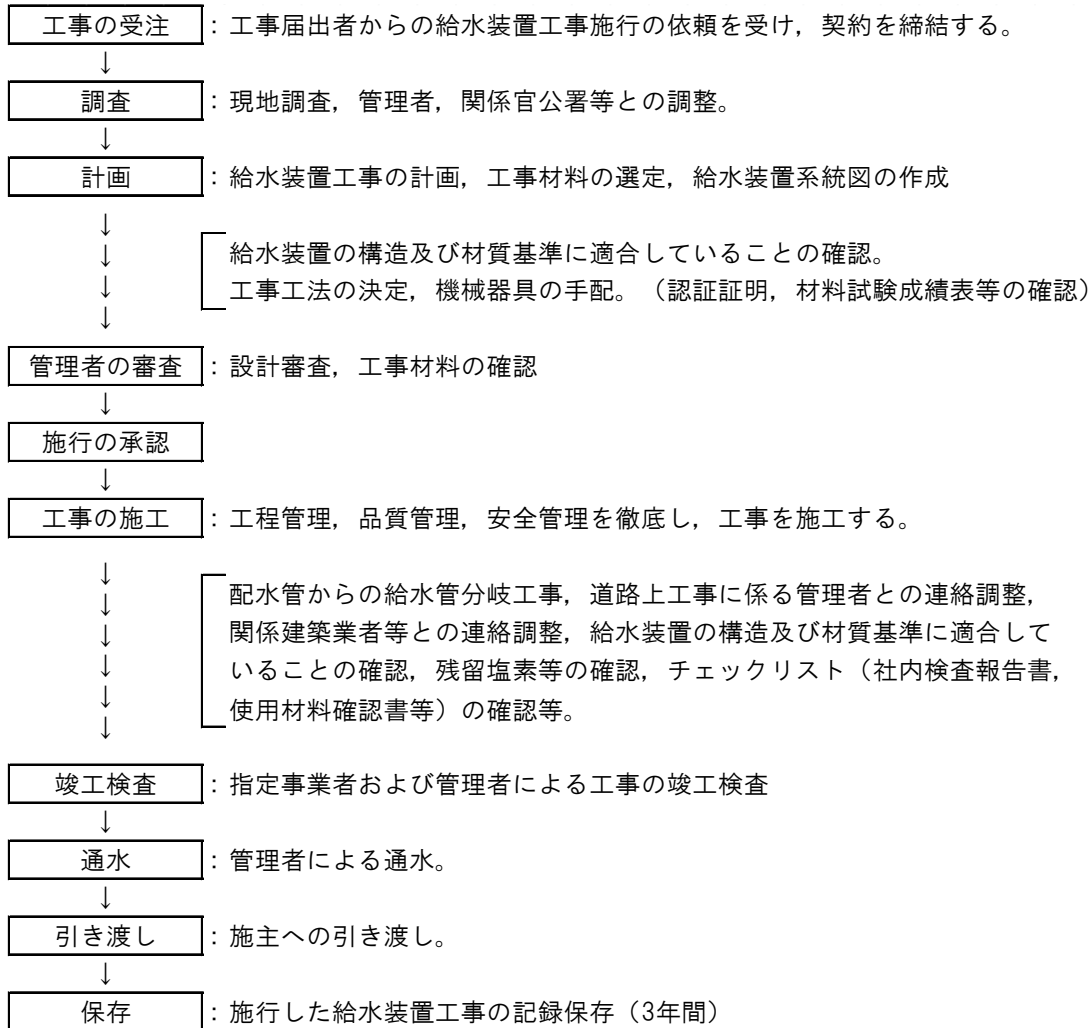 工事の受注 : 工事届出者からの給水装置工事施行の依頼を受け，契約を締結する。
↓
調査 : 現地調査，管理者，関係官公署等との調整。
↓
計画 : 給水装置工事の計画，工事材料の選定，給水装置系統図の作成
↓
↓ 給水装置の構造及び材質基準に適合していることの確認。
↓ 工事工法の決定，機械器具の手配。（認証証明，材料試験成績表等の確認）
↓
管理者の審査 : 設計審査，工事材料の確認
↓
施行の承認
↓
工事の施工 : 工程管理，品質管理，安全管理を徹底し，工事を施工する。
↓
↓ 配水管からの給水管分岐工事，道路上工事に係る管理者との連絡調整，
↓ 関係建築業者等との連絡調整，給水装置の構造及び材質基準に適合して
↓ いることの確認，残留塩素等の確認，チェックリスト（社内検査報告書，
↓ 使用材料確認書等）の確認等。
↓
竣工検査 : 指定事業者および管理者による工事の竣工検査
↓
通水 : 管理者による通水。
↓
引き渡し : 施主への引き渡し。
↓
保存 : 施行した給水装置工事の記録保存（3年間）